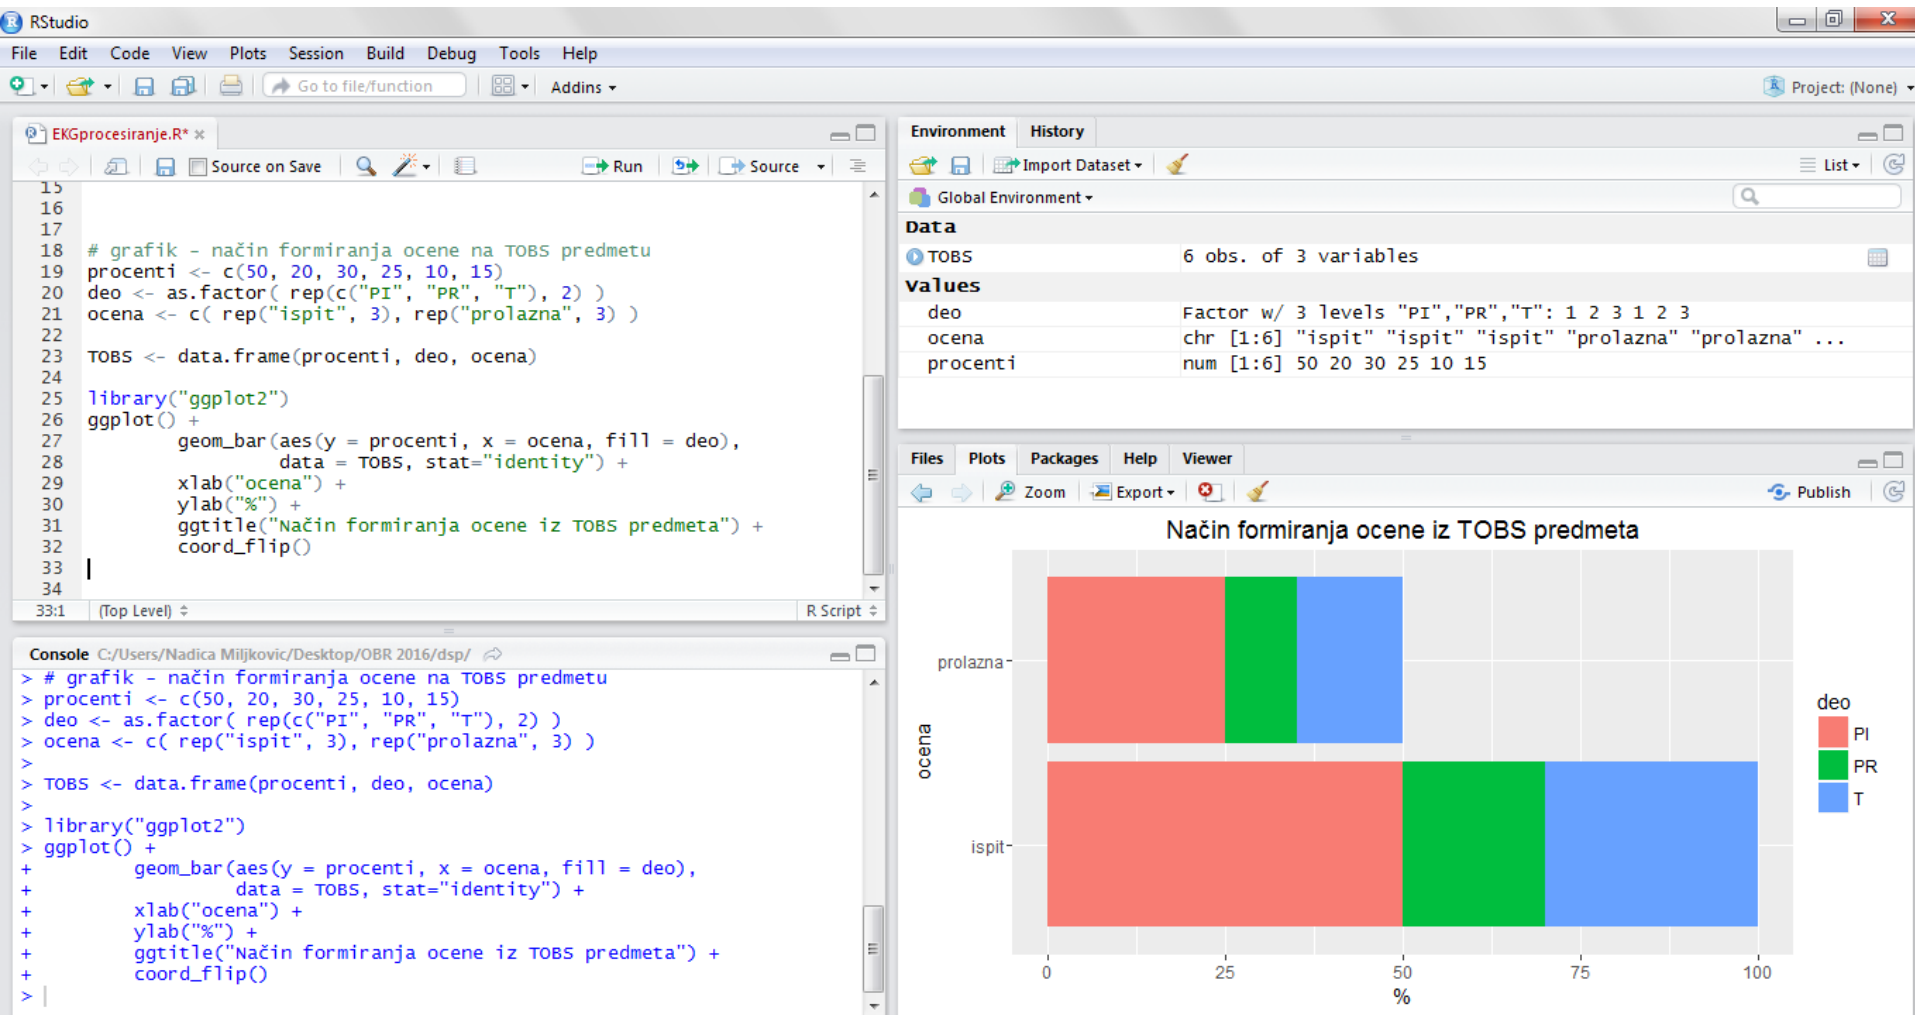 RStudio
File Edit Code View Plots Session Build Debug Tools Help
Go to file/function Addins Project: (None)
EKGprocesiranje.R*
Source on Save Run Source
15
16
17
18 # grafik - način formiranja ocene na TOBS predmetu
19 procenti <- c(50, 20, 30, 25, 10, 15)
20 deo <- as.factor( rep(c("PI", "PR", "T"), 2) )
21 ocena <- c( rep("ispit", 3), rep("prolazna", 3) )
22
23 TOBS <- data.frame(procenti, deo, ocena)
24
25 library("ggplot2")
26 ggplot() +
27 geom_bar(aes(y = procenti, x = ocena, fill = deo),
28 data = TOBS, stat="identity") +
29 xlab("ocena") +
30 ylab("%") +
31 ggtitle("Način formiranja ocene iz TOBS predmeta") +
32 coord_flip()
33
34
33:1 (Top Level) R Script
Console C:/Users/Nadica Miljkovic/Desktop/OBR 2016/dsp/
> # grafik - način formiranja ocene na TOBS predmetu
> procenti <- c(50, 20, 30, 25, 10, 15)
> deo <- as.factor( rep(c("PI", "PR", "T"), 2) )
> ocena <- c( rep("ispit", 3), rep("prolazna", 3) )
>
> TOBS <- data.frame(procenti, deo, ocena)
>
> library("ggplot2")
> ggplot() +
+ geom_bar(aes(y = procenti, x = ocena, fill = deo),
+ data = TOBS, stat="identity") +
+ xlab("ocena") +
+ ylab("%") +
+ ggtitle("Način formiranja ocene iz TOBS predmeta") +
+ coord_flip()
>
Environment History
Import Dataset List
Global Environment
Data
TOBS 6 obs. of 3 variables
Values
deo Factor w/ 3 levels "PI","PR","T": 1 2 3 1 2 3
ocena chr [1:6] "ispit" "ispit" "ispit" "prolazna" "prolazna" ...
procenti num [1:6] 50 20 30 25 10 15
Files Plots Packages Help Viewer
Zoom Export Publish
Način formiranja ocene iz TOBS predmeta
prolazna
ispit
ocena
0 25 50 75 100
%
deo
PI
PR
T